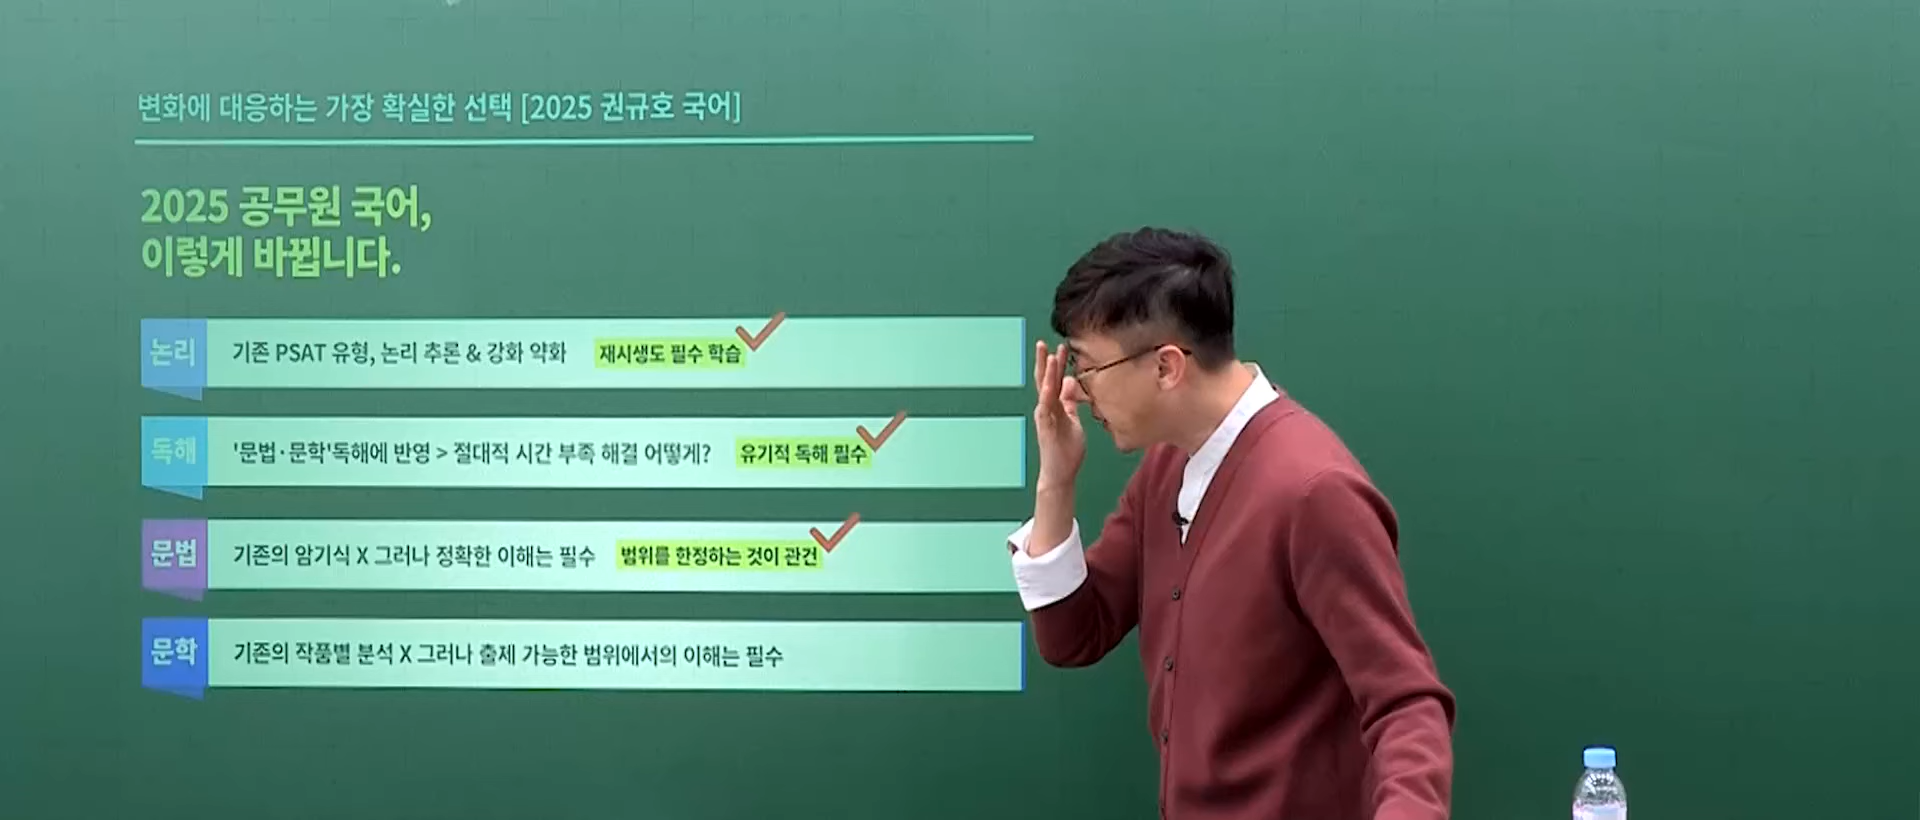 변화에 대응하는 가장 확실한 선택 [2025 권규호 국어]
2025 공무원 국어,
이렇게 바뀝니다.
논리 기존 PSAT 유형, 논리 추론 & 강화 약화 재시생도 필수 학습
독해 '문법·문학'독해에 반영 > 절대적 시간 부족 해결 어떻게? 유기적 독해 필수
문법 기존의 암기식 X 그러나 정확한 이해는 필수 범위를 한정하는 것이 관건
문학 기존의 작품별 분석 X 그러나 출제 가능한 범위에서의 이해는 필수